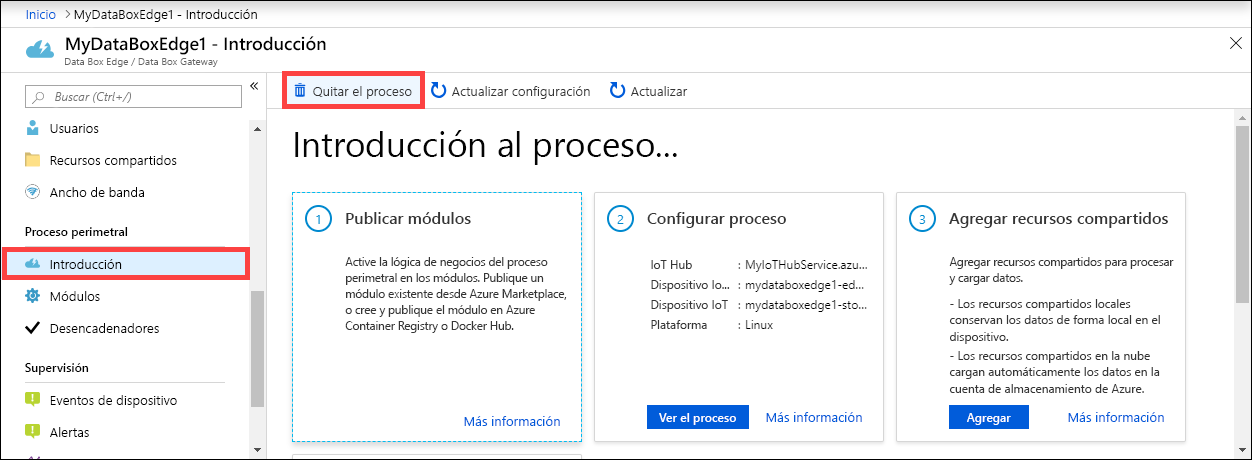 Inicio > MyDataBoxEdge1 - Introducción
MyDataBoxEdge1 - Introducción
Data Box Edge / Data Box Gateway
Buscar (Ctrl+/)
Usuarios
Recursos compartidos
Ancho de banda
Proceso perimetral
Introducción
Módulos
Desencadenadores
Supervisión
Eventos de dispositivo
Alertas
Quitar el proceso
Actualizar configuración
Actualizar
Introducción al proceso...
1 Publicar módulos
Active la lógica de negocios del proceso
perimetral en los módulos. Publique un
módulo existente desde Azure Marketplace,
o cree y publique el módulo en Azure
Container Registry o Docker Hub.
Más información
2 Configurar proceso
IoT Hub : MyIoTHubService.azu...
Dispositivo Io... : mydataboxedge1-ed...
Dispositivo IoT : mydataboxedge1-sto...
Plataforma : Linux
Ver el proceso Más información
3 Agregar recursos compartidos
Agregar recursos compartidos para procesar
y cargar datos.
- Los recursos compartidos locales
conservan los datos de forma local en el
dispositivo.
- Los recursos compartidos en la nube
cargan automáticamente los datos en la
cuenta de almacenamiento de Azure.
Agregar Más información